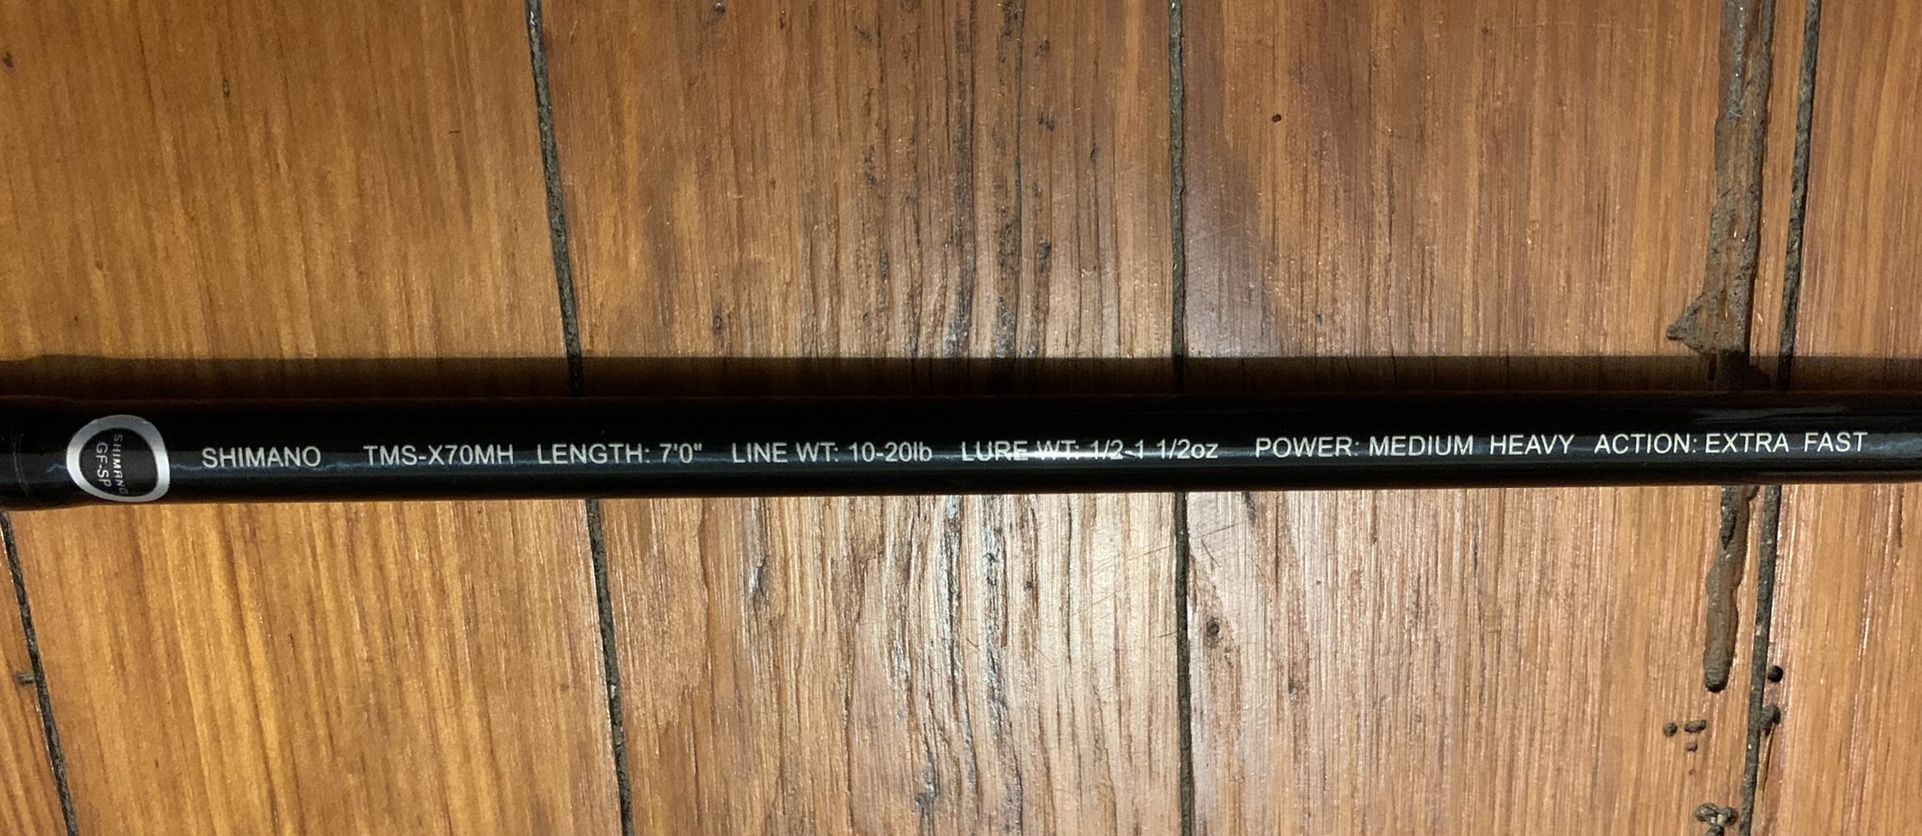 SHIMANO GF-SP
SHIMANO TMS-X70MH LENGTH: 7'0" LINE WT: 10-20lb LURE WT: 1/2-1 1/2oz POWER: MEDIUM HEAVY ACTION: EXTRA FAST